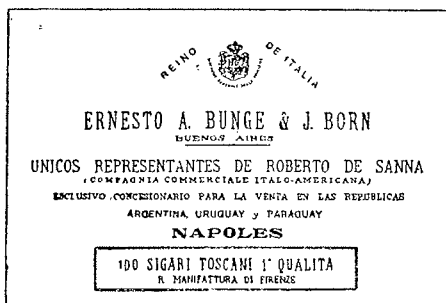 REINO DE ITALIA
ERNESTO A. BUNGE & J. BORN
BUENOS AIRES
UNICOS REPRESENTANTES DE ROBERTO DE SANNA
(COMPAGNIA COMMERCIALE ITALO-AMERICANA)
ESCLUSIVO CONCESIONARIO PARA LA VENTA EN LAS REPUBLICAS
ARGENTINA, URUGUAY y PARAGUAY
NAPOLES
100 SIGARI TOSCANI 1ª QUALITA
R. MANIFATTURA DI FIRENZE